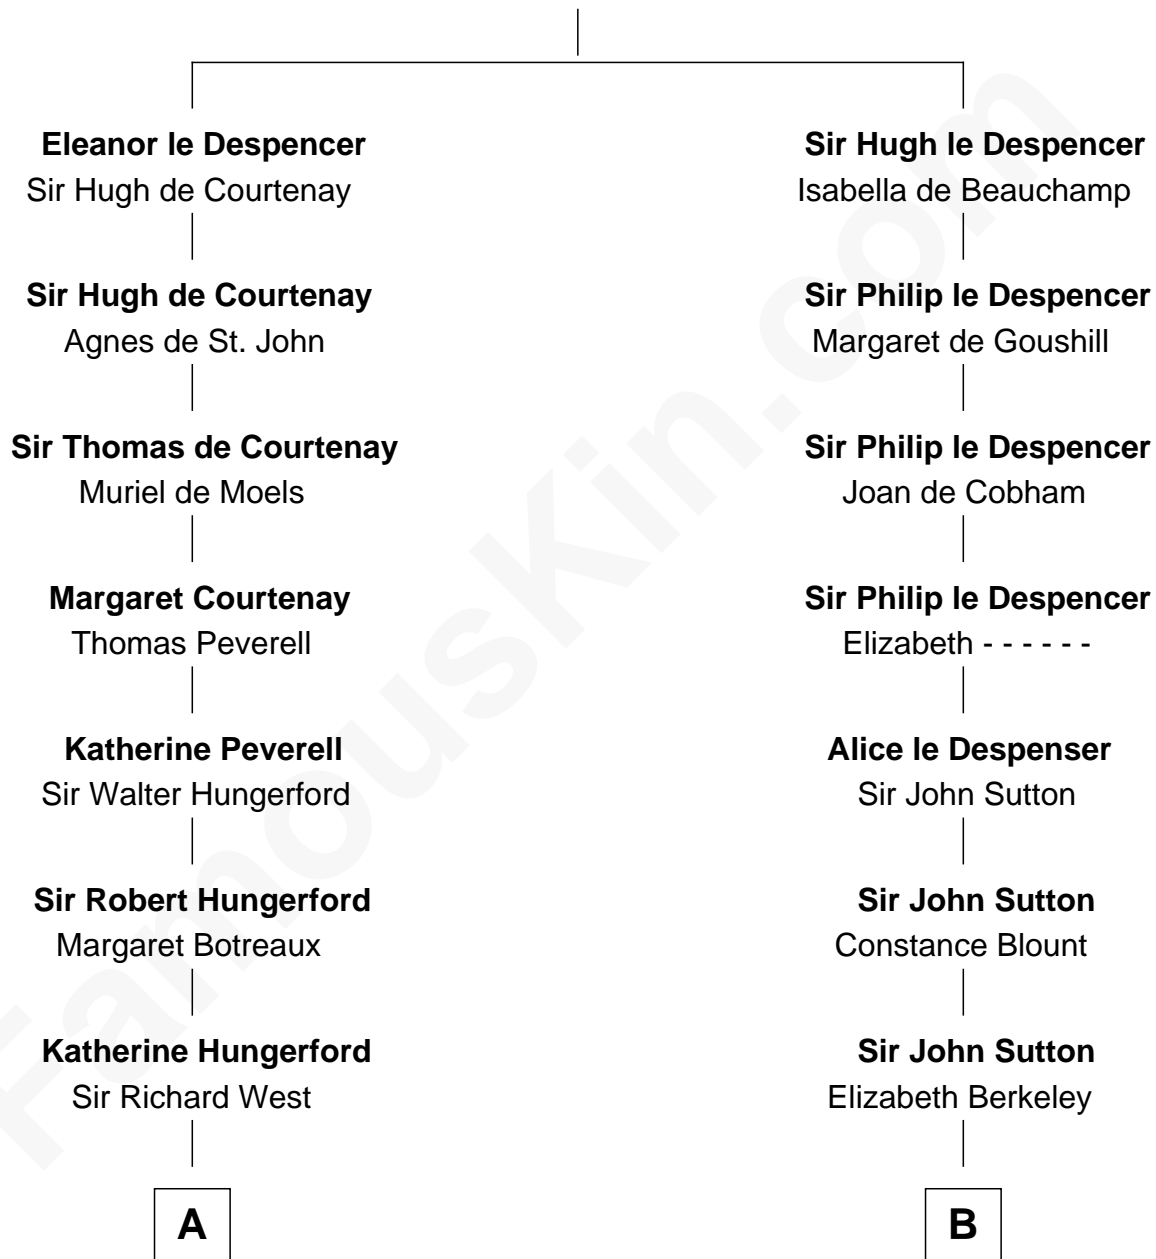 Eleanor le Despencer
Sir Hugh de Courtenay
Sir Hugh le Despencer
Isabella de Beauchamp
Sir Hugh de Courtenay
Agnes de St. John
Sir Philip le Despencer
Margaret de Goushill
Sir Thomas de Courtenay
Muriel de Moels
Sir Philip le Despencer
Joan de Cobham
Margaret Courtenay
Thomas Peverell
Sir Philip le Despencer
Elizabeth - - - - - -
Katherine Peverell
Sir Walter Hungerford
Alice le Despenser
Sir John Sutton
Sir Robert Hungerford
Margaret Botreaux
Sir John Sutton
Constance Blount
Katherine Hungerford
Sir Richard West
Sir John Sutton
Elizabeth Berkeley
A
B
FamousKin.com